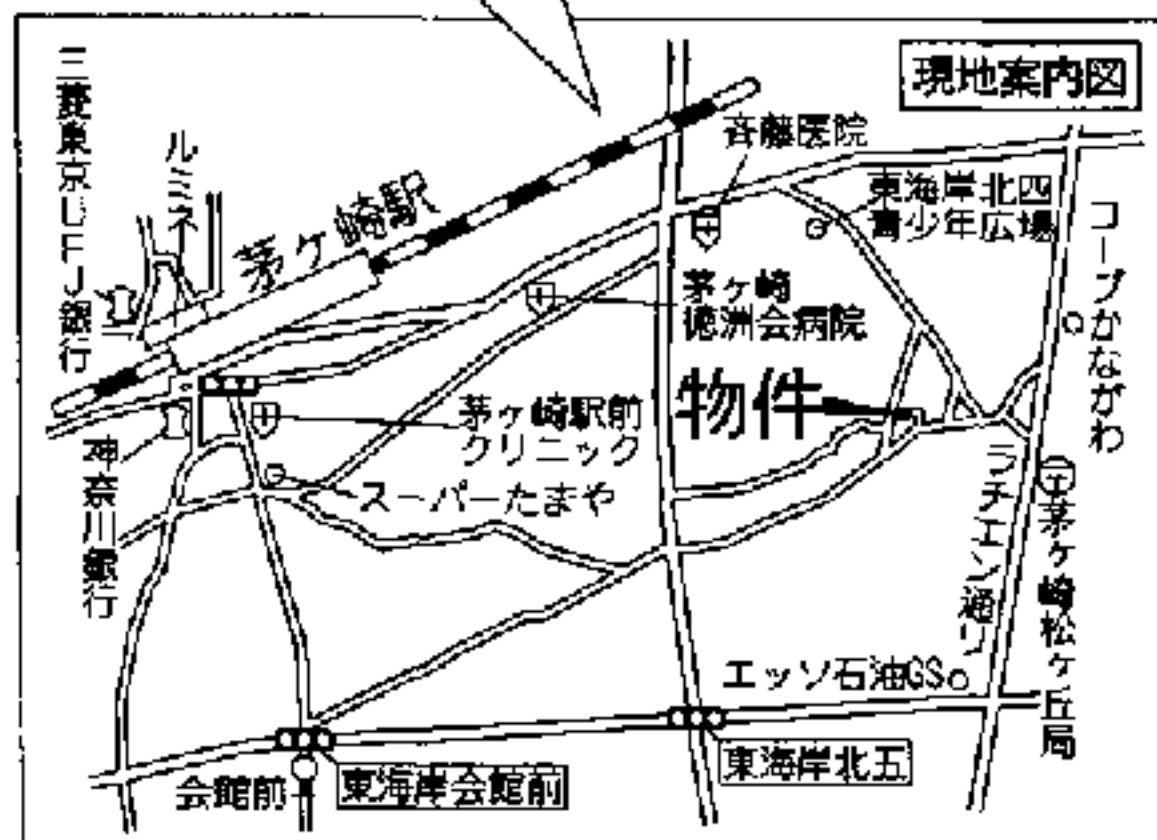 現地案内図
三菱東京UFJ銀行
ルミネ
茅ヶ崎駅
斉藤医院
東海岸北四
青少年広場
コープかながわ
茅ヶ崎
徳洲会病院
物件
茅ヶ崎駅前
クリニック
スーパーたまや
神奈川銀行
ラチエン通り
茅ヶ崎松ヶ丘局
エッソ石油GS
東海岸北五
会館前
東海岸会館前